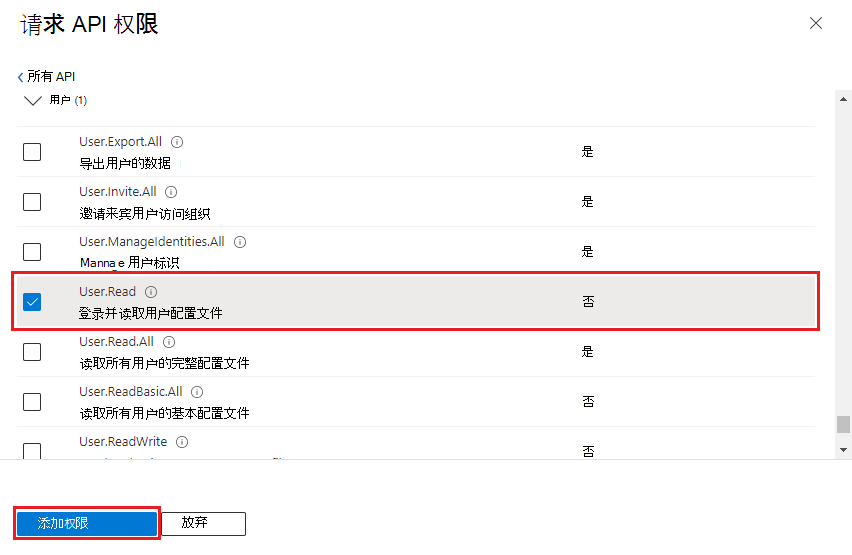 请求 API 权限
所有 API
用户 (1)
User.Export.All
是
导出用户的数据
User.Invite.All
是
邀请来宾用户访问组织
User.ManageIdentities.All
是
Mannage 用户标识
User.Read
否
登录并读取用户配置文件
User.Read.All
是
读取所有用户的完整配置文件
User.ReadBasic.All
否
读取所有用户的基本配置文件
User.ReadWrite
否
添加权限
放弃